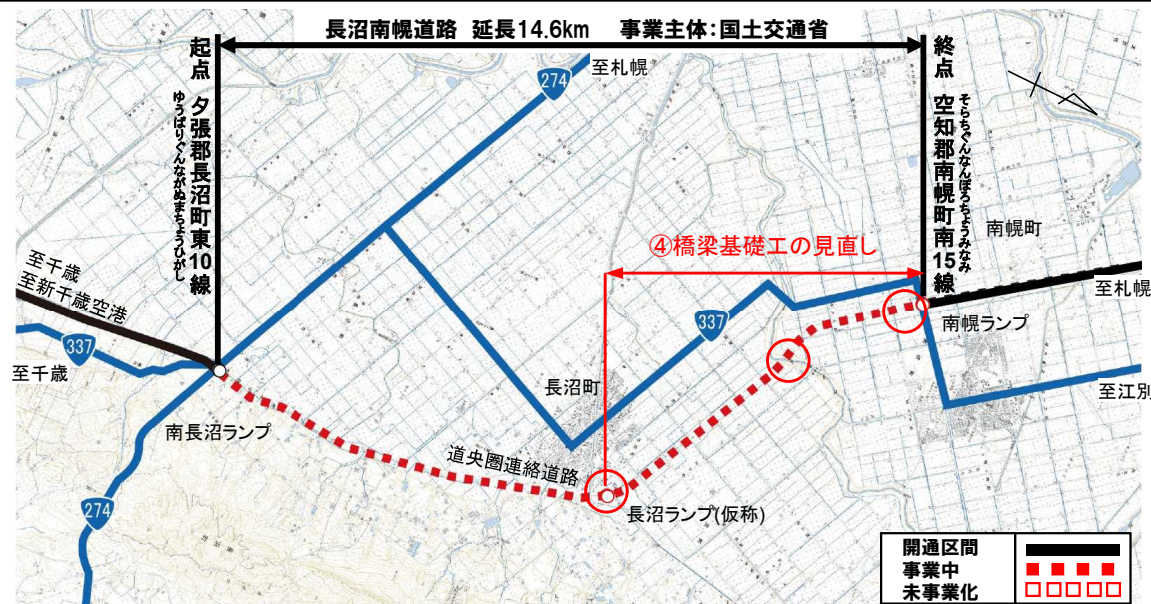 長沼南幌道路 延長14.6km 事業主体:国土交通省
起点 夕張郡長沼町東10線
ゆうばりぐんながぬまちょうひがし
終点 空知郡南幌町南15線
そらちぐんなんぽろちょうみなみ
274
至札幌
南幌町
④橋梁基礎工の見直し
至千歳
至新千歳空港
337
至千歳
337
南幌ランプ
至札幌
長沼町
至江別
南長沼ランプ
道央圏連絡道路
長沼ランプ(仮称)
274
開通区間
事業中
未事業化